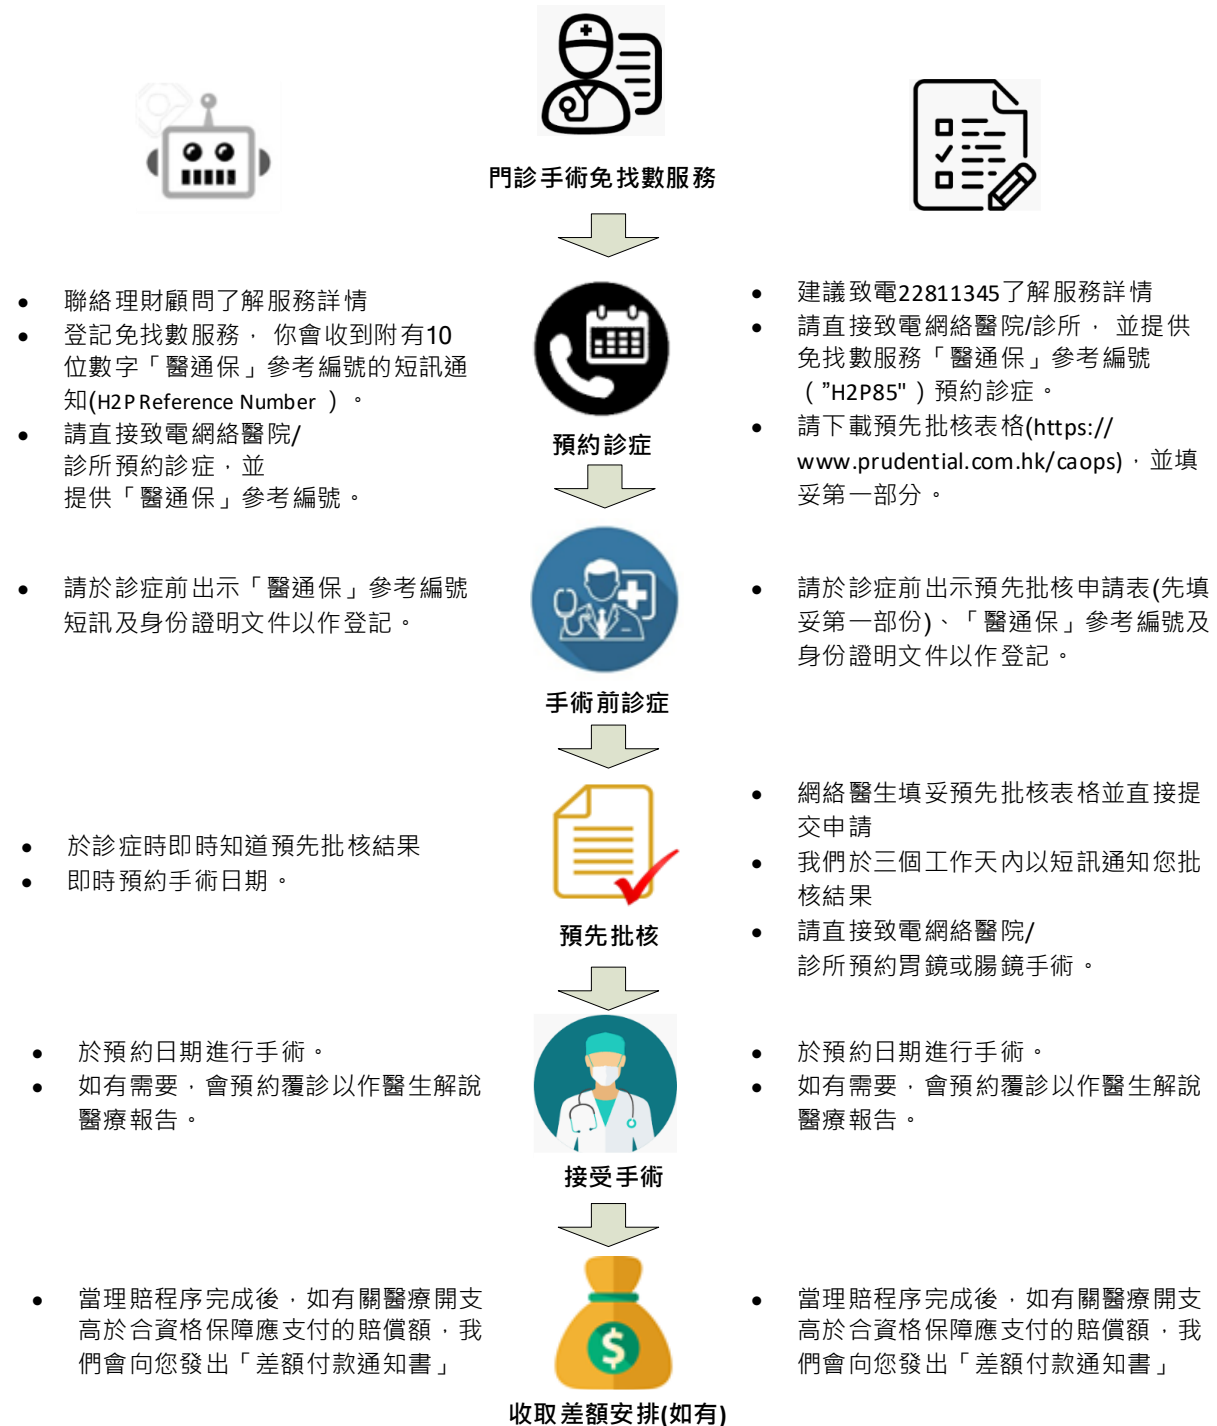 門診手術免找數服務
• 聯絡理財顧問了解服務詳情
• 登記免找數服務， 你會收到附有10
位數字「醫通保」參考編號的短訊通
知(H2P Reference Number ）。
• 請直接致電網絡醫院/
診所預約診症，並
提供「醫通保」參考編號。
預約診症
• 建議致電22811345了解服務詳情
• 請直接致電網絡醫院/診所， 並提供
免找數服務「醫通保」參考編號
（ ”H2P85" ）預約診症。
• 請下載預先批核表格(https://
www.prudential.com.hk/caops)，並填
妥第一部分。
• 請於診症前出示「醫通保」參考編號
短訊及身份證明文件以作登記。
手術前診症
• 請於診症前出示預先批核申請表(先填
妥第一部份)、「醫通保」參考編號及
身份證明文件以作登記。
• 於診症時即時知道預先批核結果
• 即時預約手術日期。
預先批核
• 網絡醫生填妥預先批核表格並直接提
交申請
• 我們於三個工作天內以短訊通知您批
核結果
• 請直接致電網絡醫院/
診所預約胃鏡或腸鏡手術。
• 於預約日期進行手術。
• 如有需要，會預約覆診以作醫生解說
醫療報告。
接受手術
• 於預約日期進行手術。
• 如有需要，會預約覆診以作醫生解說
醫療報告。
• 當理賠程序完成後，如有關醫療開支
高於合資格保障應支付的賠償額，我
們會向您發出「差額付款通知書」
$
收取差額安排(如有)
• 當理賠程序完成後，如有關醫療開支
高於合資格保障應支付的賠償額，我
們會向您發出「差額付款通知書」